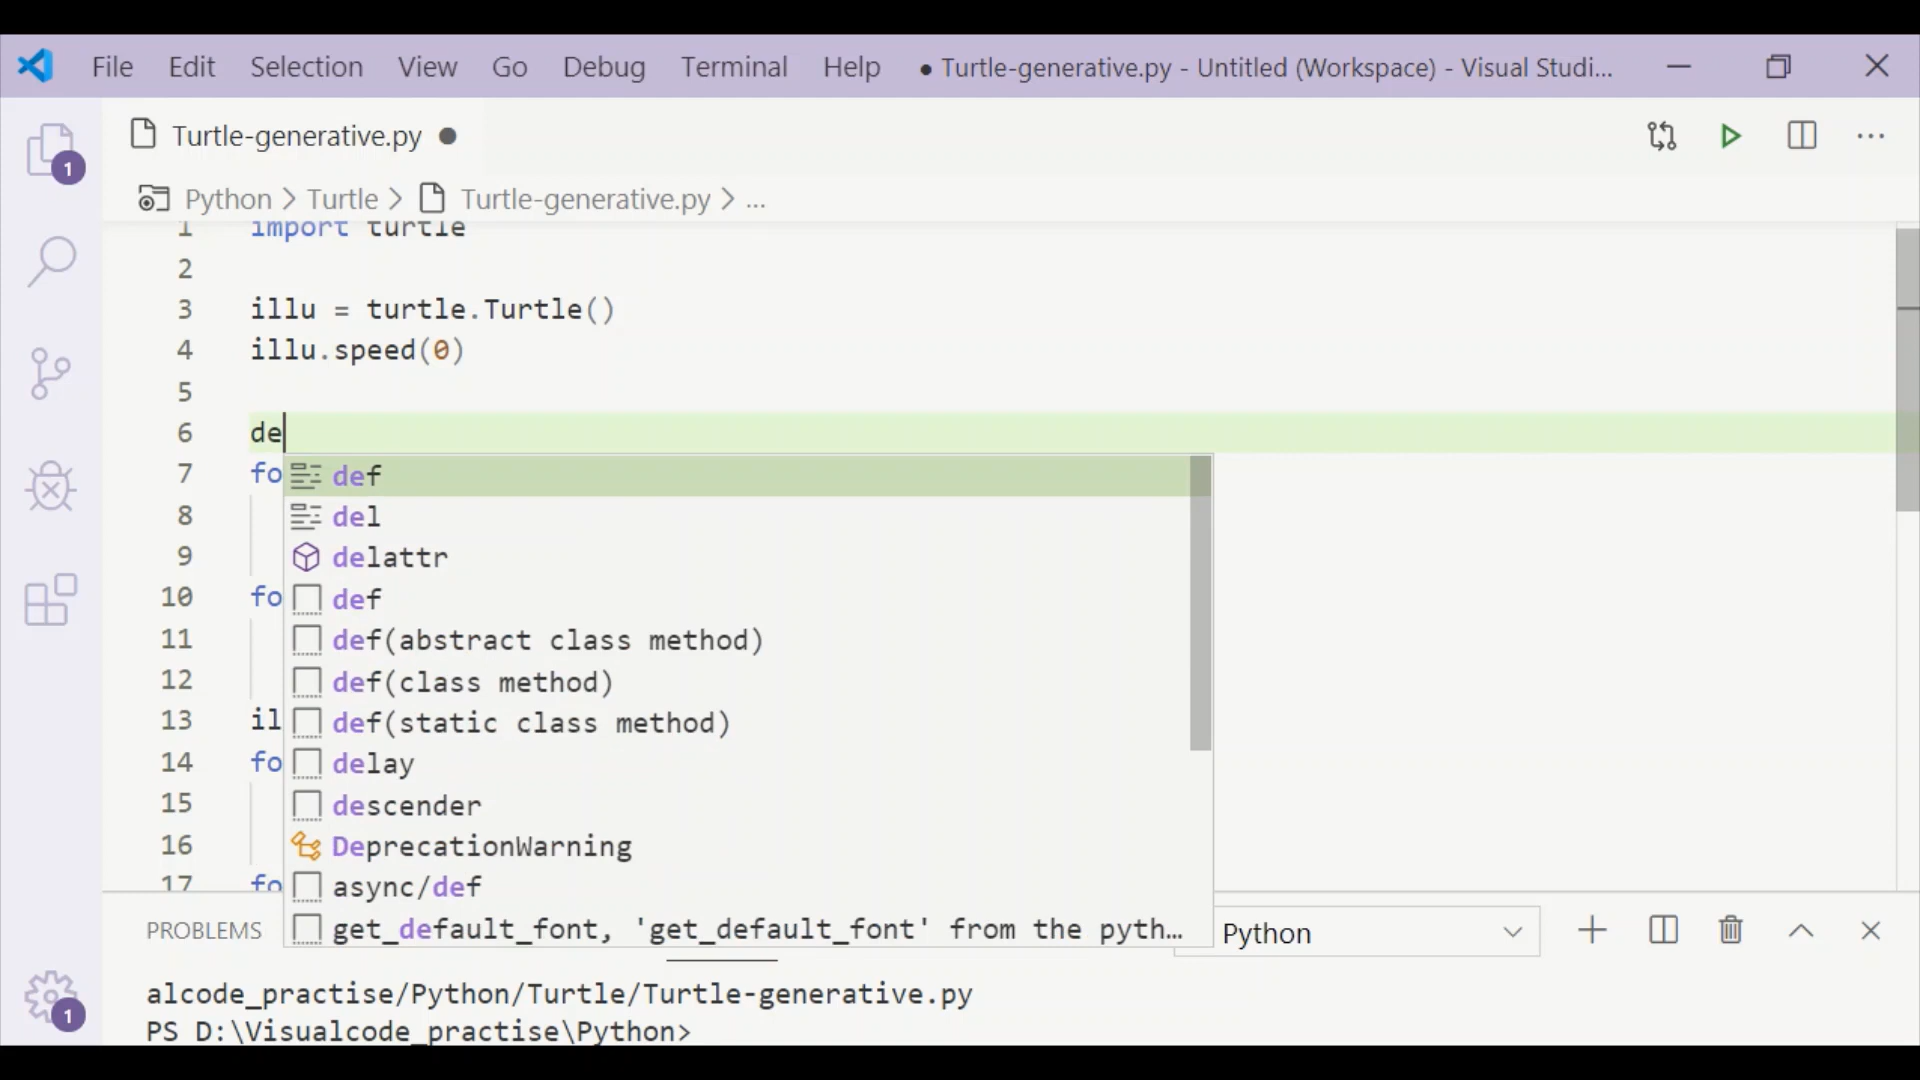 File Edit Selection View Go Debug Terminal Help ● Turtle-generative.py - Untitled (Workspace) - Visual Studi...
1 Turtle-generative.py ●
Python > Turtle > Turtle-generative.py > ...
1 import turtle
2
3 illu = turtle.Turtle()
4 illu.speed(0)
5
6 de
7 fo def
8 del
9 delattr
10 fo def
11 def(abstract class method)
12 def(class method)
13 il def(static class method)
14 fo delay
15 descender
16 DeprecationWarning
17 fo async/def
PROBLEMS get_default_font, 'get_default_font' from the pyth... Python
alcode_practise/Python/Turtle/Turtle-generative.py
1 PS D:\Visualcode_practise\Python>